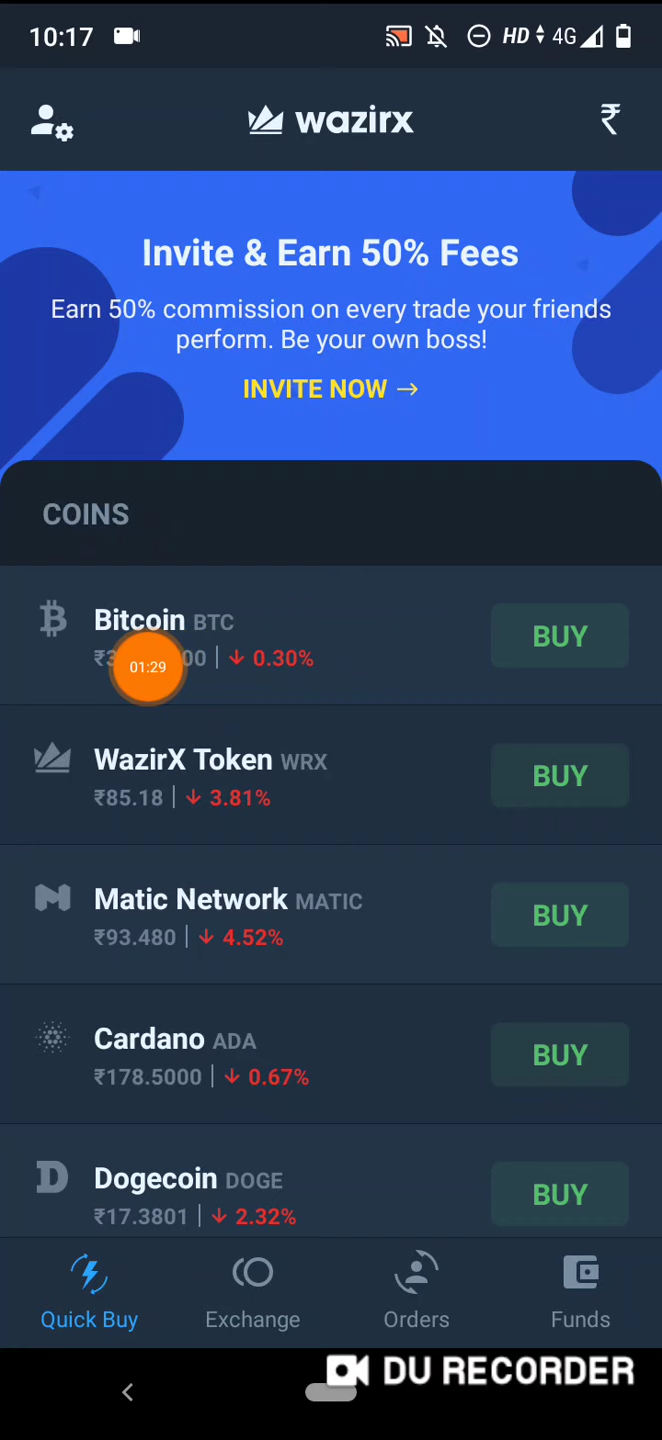 10:17 HD 4G
wazirx ₹
Invite & Earn 50% Fees
Earn 50% commission on every trade your friends
perform. Be your own boss!
INVITE NOW →
COINS
Bitcoin BTC
BUY
01:29
↓ 0.30%
WazirX Token WRX
BUY
₹85.18 | ↓ 3.81%
Matic Network MATIC
BUY
₹93.480 | ↓ 4.52%
Cardano ADA
BUY
₹178.5000 | ↓ 0.67%
Dogecoin DOGE
BUY
₹17.3801 | ↓ 2.32%
Quick Buy Exchange Orders Funds
DU RECORDER